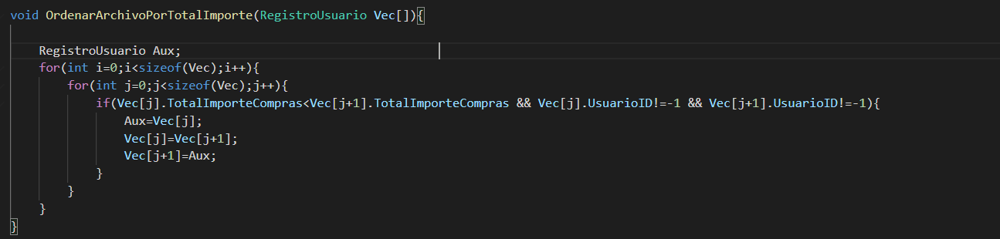 void OrdenarArchivoPorTotalImporte(RegistroUsuario Vec[]){
RegistroUsuario Aux;
for(int i=0;i<sizeof(Vec);i++){
for(int j=0;j<sizeof(Vec);j++){
if(Vec[j].TotalImporteCompras<Vec[j+1].TotalImporteCompras && Vec[j].UsuarioID!=-1 && Vec[j+1].UsuarioID!=-1){
Aux=Vec[j];
Vec[j]=Vec[j+1];
Vec[j+1]=Aux;
}
}
}
}